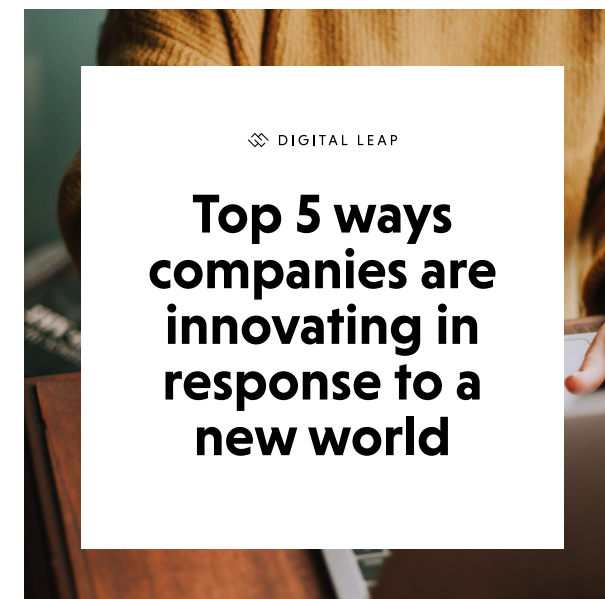 DIGITAL LEAP
Top 5 ways
companies are
innovating in
response to a
new world